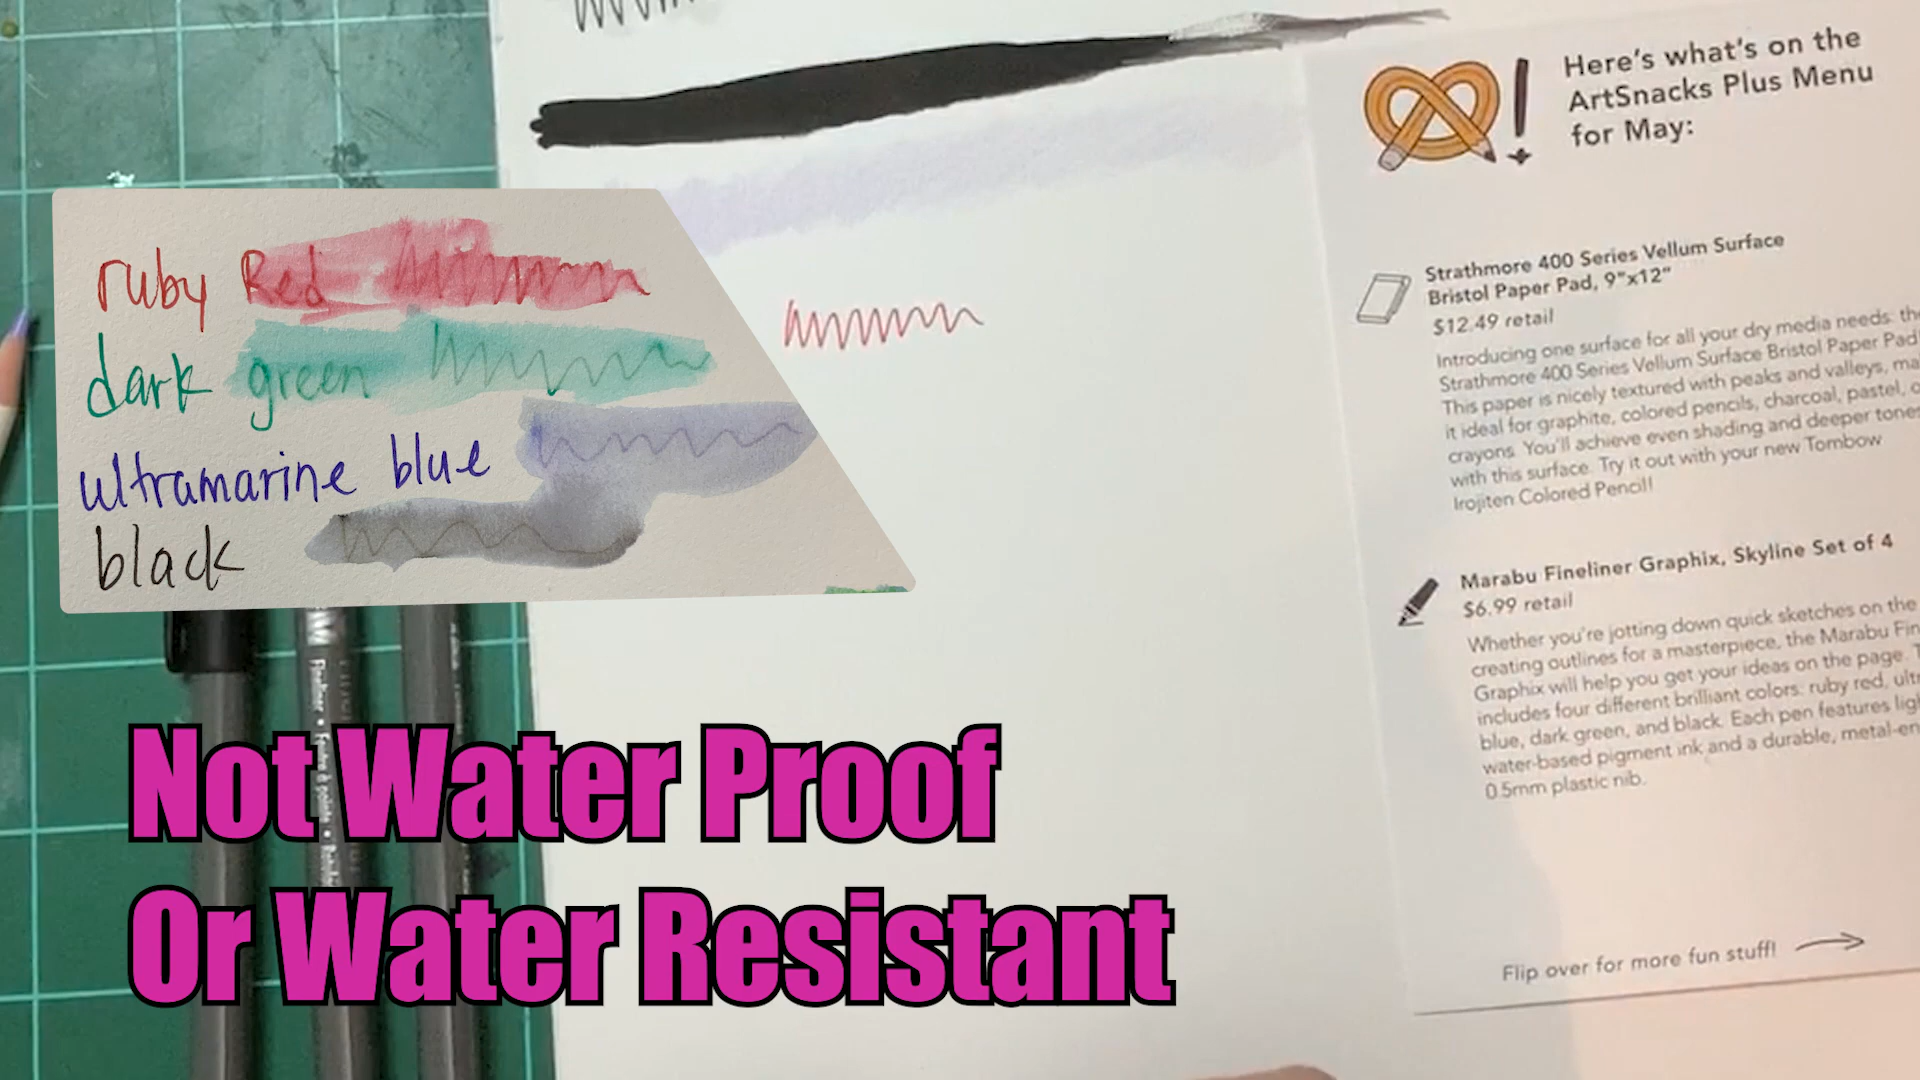 ruby Red
dark green
ultramarine blue
black
Not Water Proof
Or Water Resistant
Here's what's on the
ArtSnacks Plus Menu
for May:
Strathmore 400 Series Vellum Surface
Bristol Paper Pad, 9"x12"
$12.49 retail
Introducing one surface for all your dry media needs: the
Strathmore 400 Series Vellum Surface Bristol Paper Pad
This paper is nicely textured with peaks and valleys,
it ideal for graphite, colored pencils, charcoal, pastel,
crayons. You'll achieve even shading and deeper tones
with this surface. Try it out with your new Tombow
Irojiten Colored Pencil!
Marabu Fineliner Graphix, Skyline Set of 4
$6.99 retail
Whether you're jotting down quick sketches on the
creating outlines for a masterpiece, the Marabu
Graphix will help you get your ideas on the page.
includes four different brilliant colors: ruby red,
blue, dark green, and black. Each pen features
water-based pigment ink and a durable,
0.5mm plastic nib.
Flip over for more fun stuff!